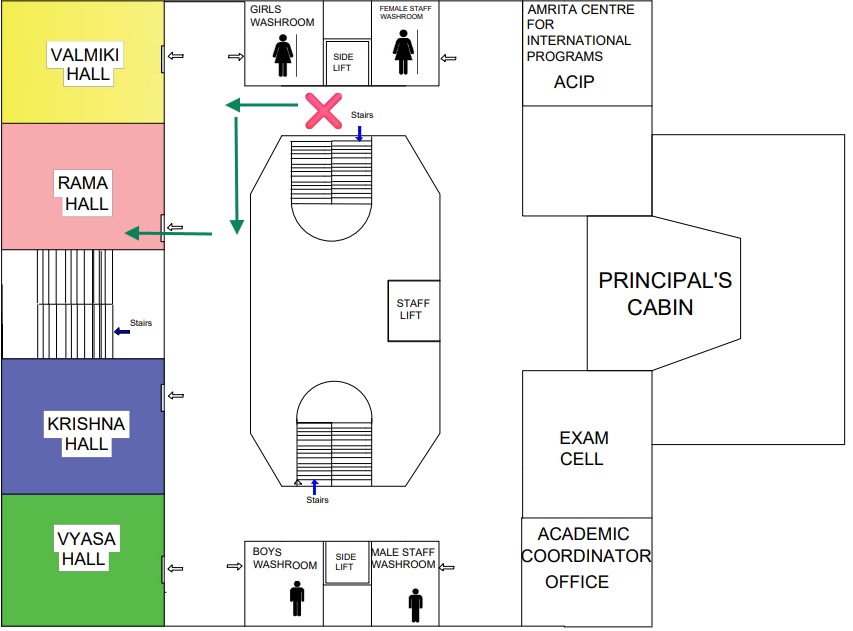 VALMIKI
HALL
GIRLS
WASHROOM
SIDE
LIFT
FEMALE STAFF
WASHROOM
AMRITA CENTRE
FOR
INTERNATIONAL
PROGRAMS
ACIP
Stairs
RAMA
HALL
STAFF
LIFT
PRINCIPAL'S
CABIN
Stairs
KRISHNA
HALL
EXAM
CELL
Stairs
VYASA
HALL
BOYS
WASHROOM
SIDE
LIFT
MALE STAFF
WASHROOM
ACADEMIC
COORDINATOR
OFFICE